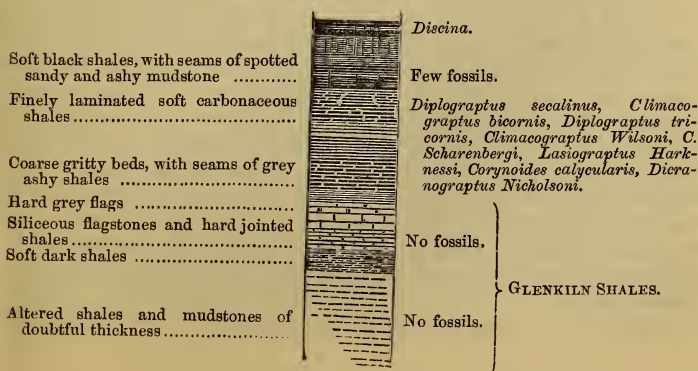 Discina.
Soft black shales, with seams of spotted
sandy and ashy mudstone ............
Few fossils.
Finely laminated soft carbonaceous
shales..........................................
Diplograptus secalinus, Climaco-
graptus bicornis, Diplograptus tri-
cornis, Climacograptus Wilsoni, C.
Scharenbergi, Lasiograptus Hark-
nessi, Corynoides calycularis, Dicra-
nograptus Nicholsoni.
Coarse gritty beds, with seams of grey
ashy shales ................................
Hard grey flags ..............................
Siliceous flagstones and hard jointed
shales..........................................
No fossils.
Soft dark shales ..............................
GLENKILN SHALES.
Altered shales and mudstones of
doubtful thickness.......................
No fossils.